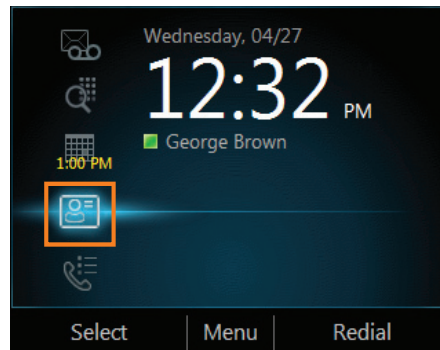 Wednesday, 04/27
12:32 PM
George Brown
1:00 PM
Select Menu Redial